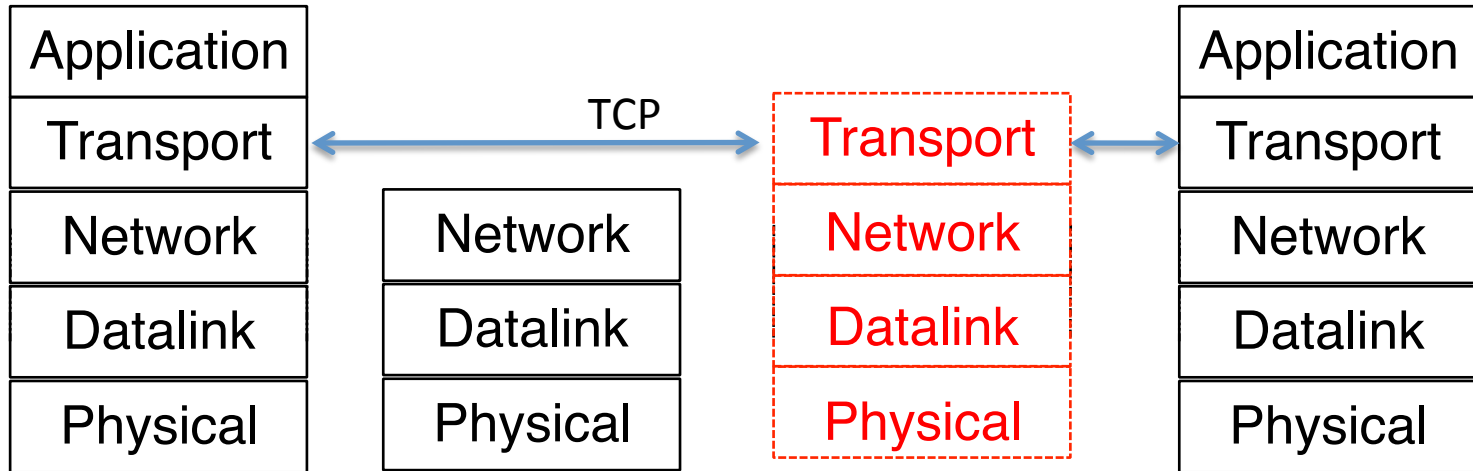 Application
Transport
Network
Datalink
Physical
Network
Datalink
Physical
TCP
Transport
Network
Datalink
Physical
Application
Transport
Network
Datalink
Physical